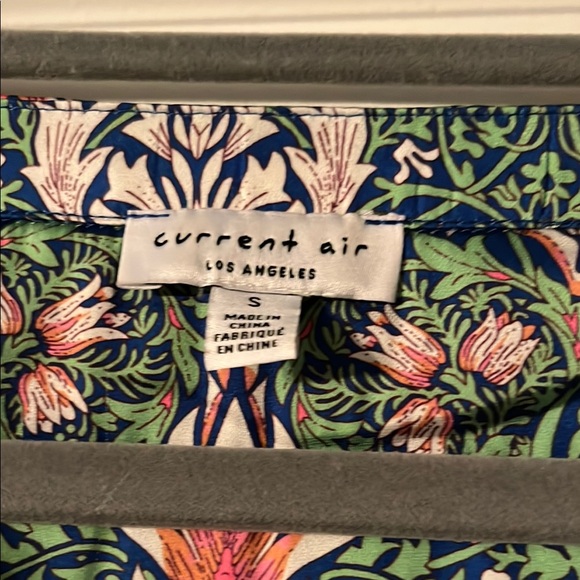 current air
LOS ANGELES
S
MADE IN
CHINA
FABRIQUÉ
EN CHINE